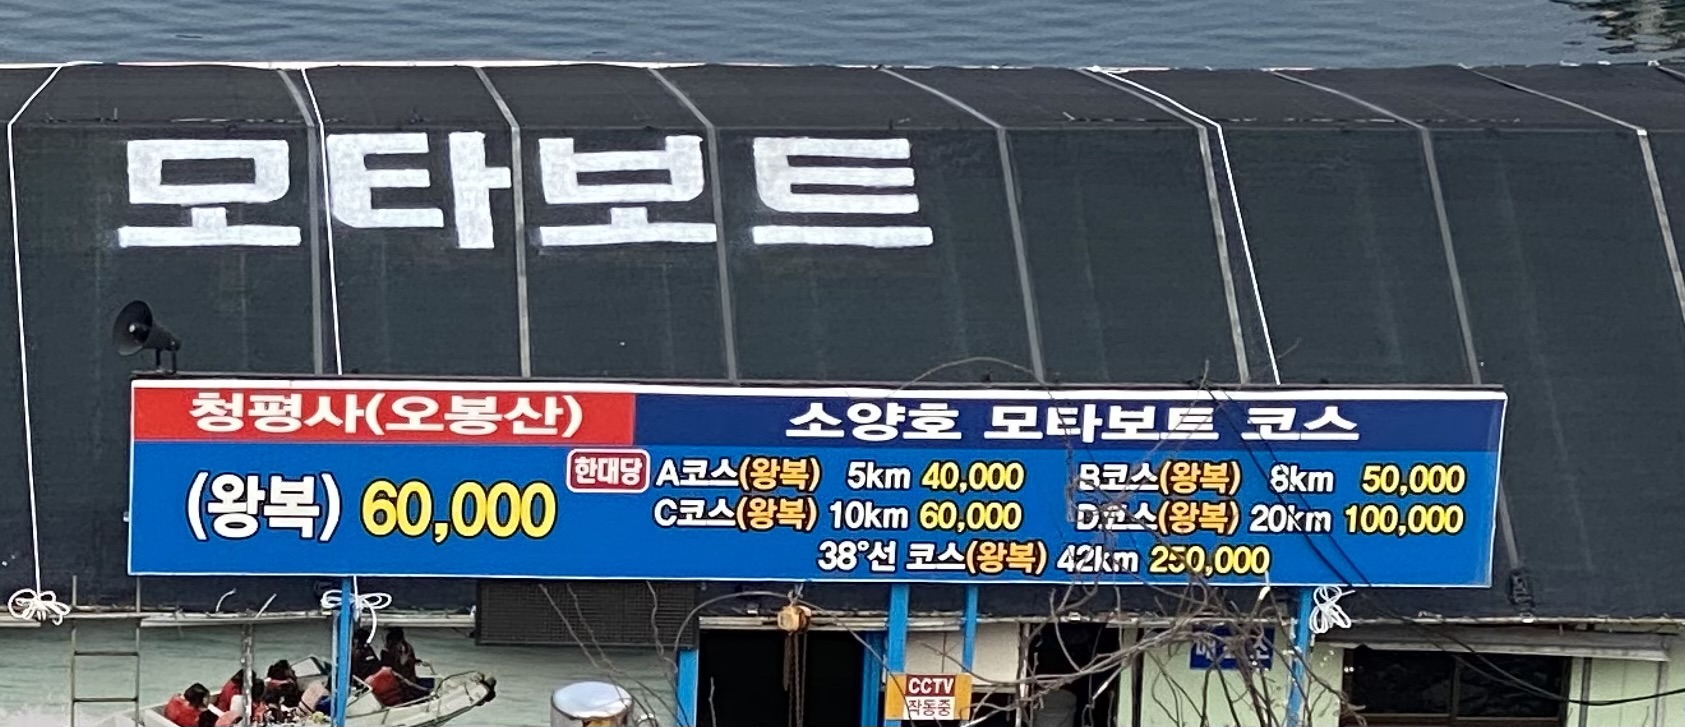 모타보트
청평사(오봉산)
(왕복) 60,000
소양호 모타보트 코스
한대당 A코스(왕복) 5km 40,000 B코스(왕복) 8km 50,000
C코스(왕복) 10km 60,000 D코스(왕복) 20km 100,000
38°선 코스(왕복) 42km 250,000
CCTV
작동중